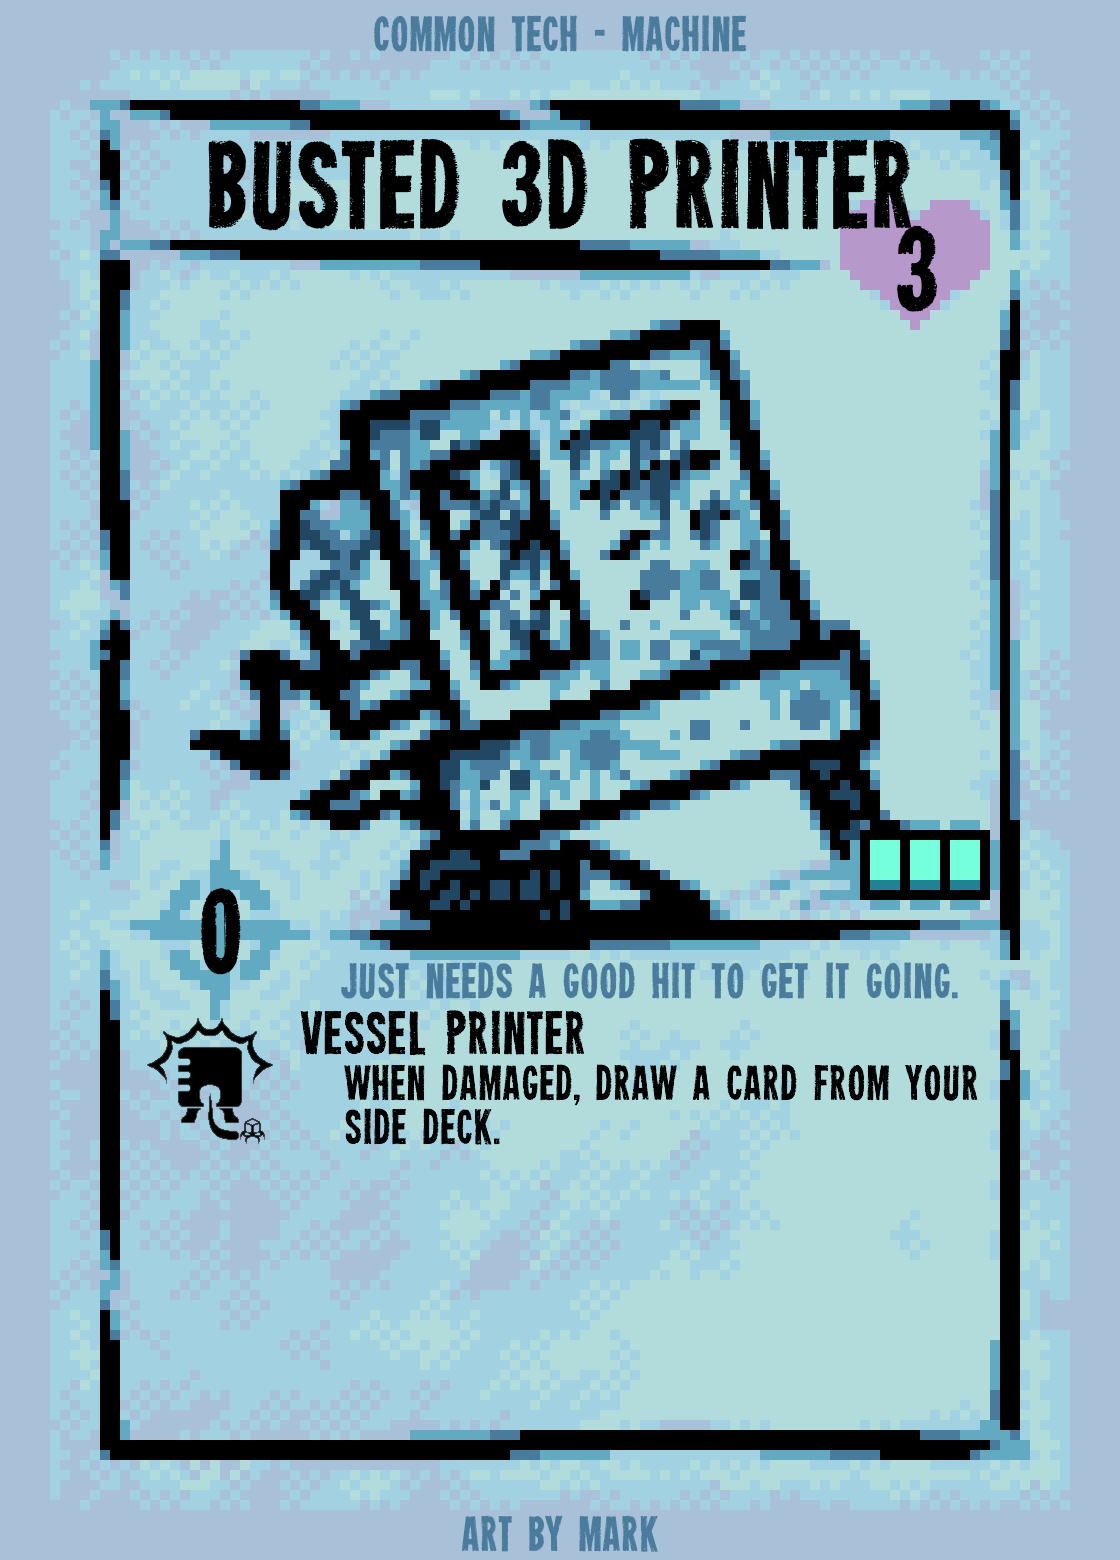 COMMON TECH - MACHINE
BUSTED 3D PRINTER
3
0
JUST NEEDS A GOOD HIT TO GET IT GOING.
VESSEL PRINTER
WHEN DAMAGED, DRAW A CARD FROM YOUR
SIDE DECK.
ART BY MARK